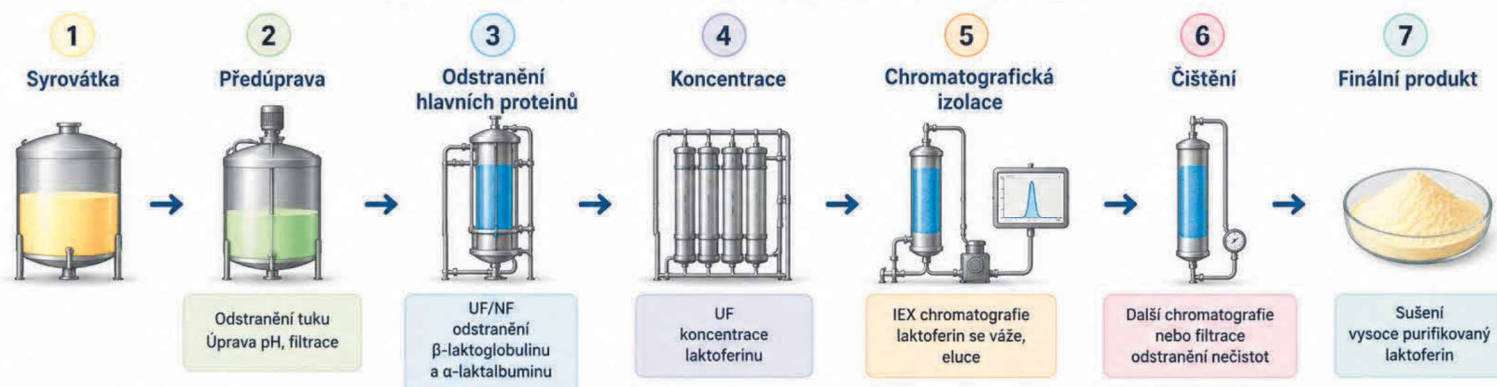 1
Syrovátka
2
Předúprava
Odstranění tuku
Úprava pH, filtrace
3
Odstranění
hlavních proteinů
UF/NF
odstranění
β-laktoglobulinu
a α-laktalbuminu
4
Koncentrace
UF
koncentrace
laktoferinu
5
Chromatografická
izolace
IEX chromatografie
laktoferin se váže,
eluce
6
Čištění
Další chromatografie
nebo filtrace
odstranění nečistot
7
Finální produkt
Sušení
vysoce purifikovaný
laktoferin